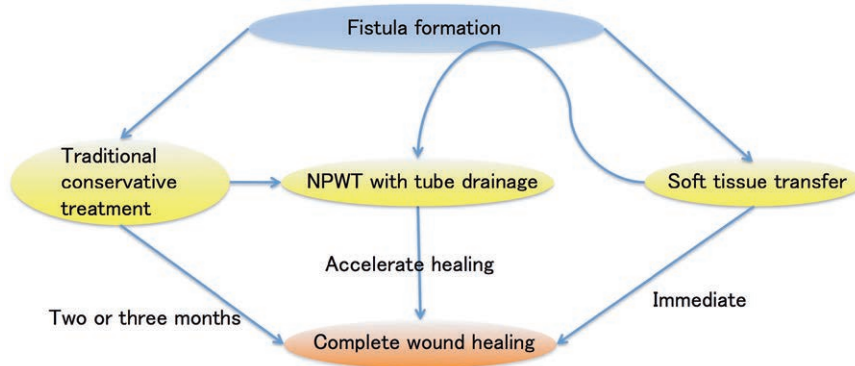 Fistula formation
Traditional
conservative
treatment
NPWT with tube drainage
Soft tissue transfer
Accelerate healing
Two or three months
Immediate
Complete wound healing